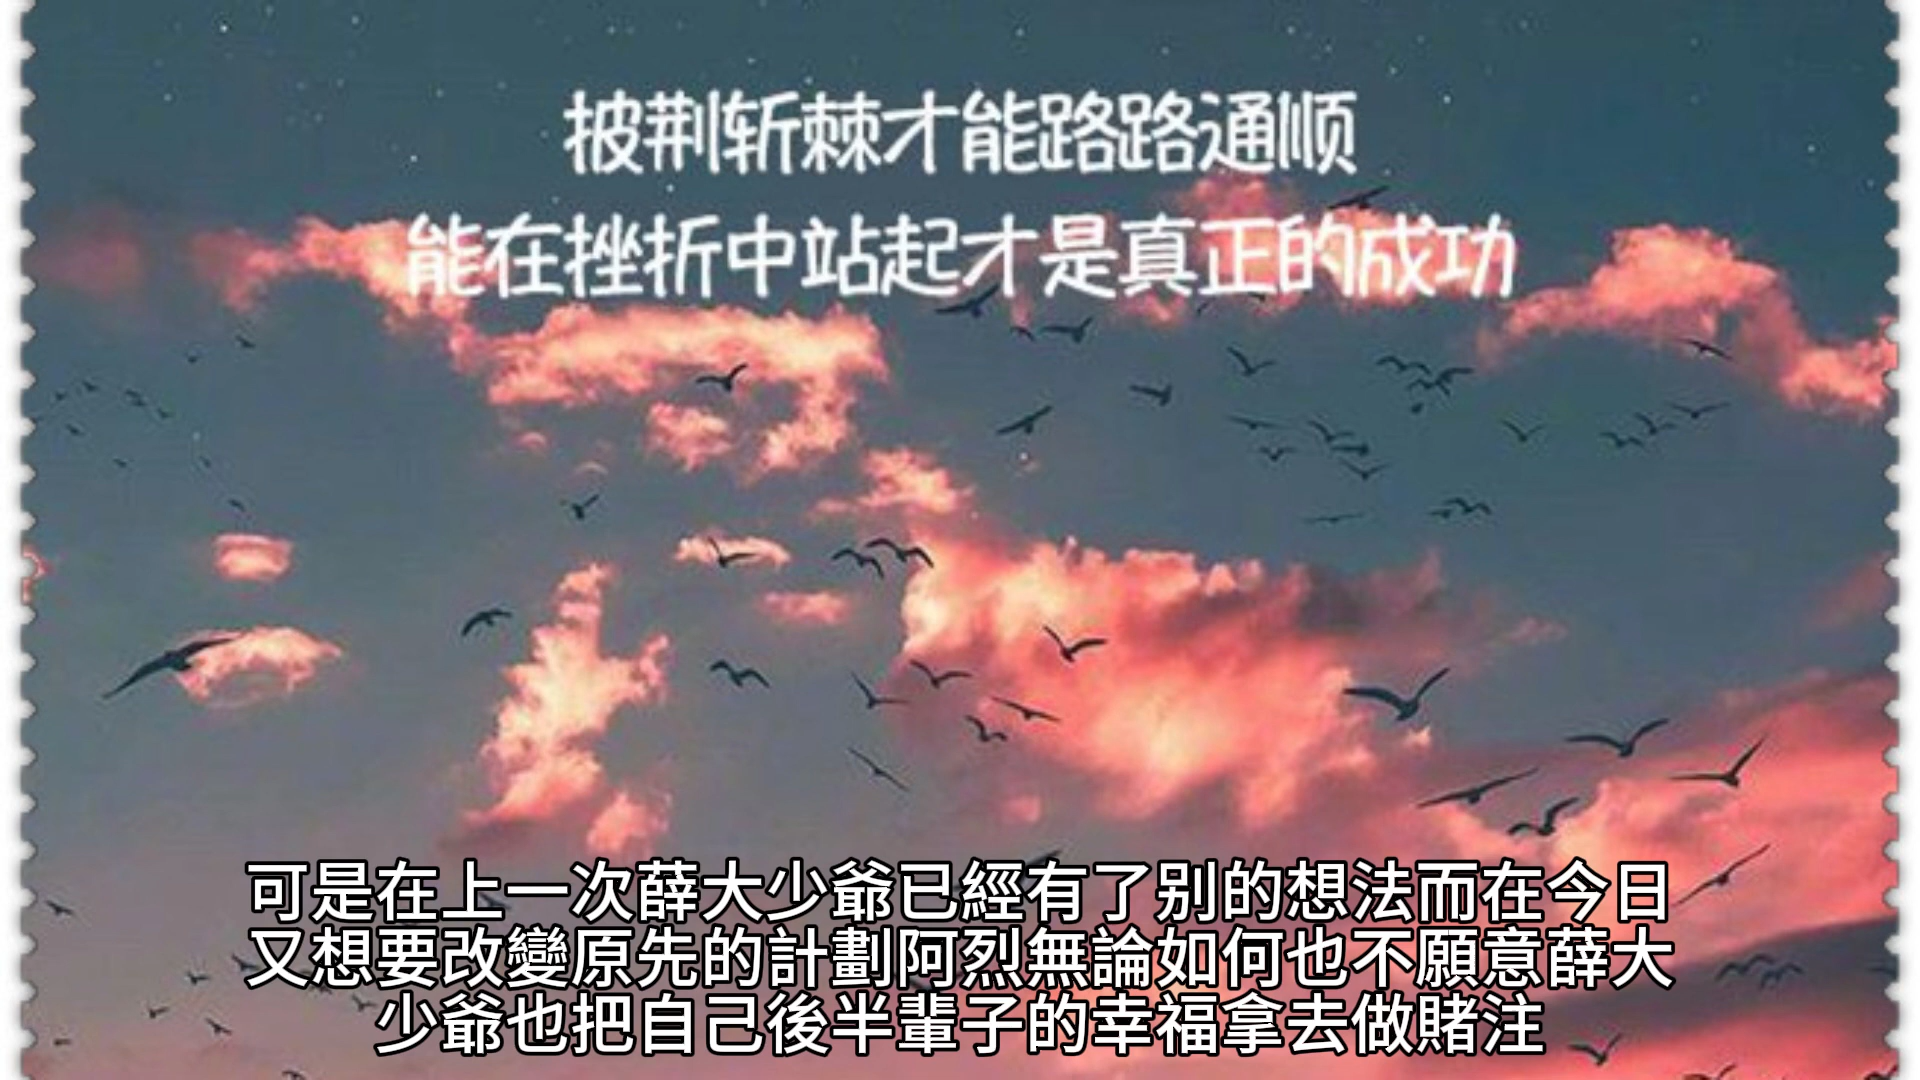 披荆斩棘才能路路通顺
能在挫折中站起才是真正的成功
可是在上一次薛大少爺已經有了别的想法而在今日
又想要改變原先的計劃阿烈無論如何也不願意薛大
少爺也把自己後半輩子的幸福拿去做賭注